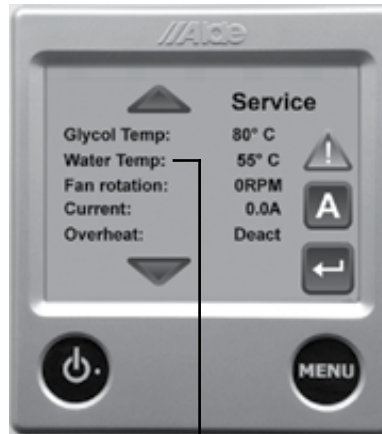 Alde
Service
Glycol Temp: 80° C
Water Temp: 55° C
Fan rotation: 0RPM
Current: 0.0A
Overheat: Deact
A
MENU